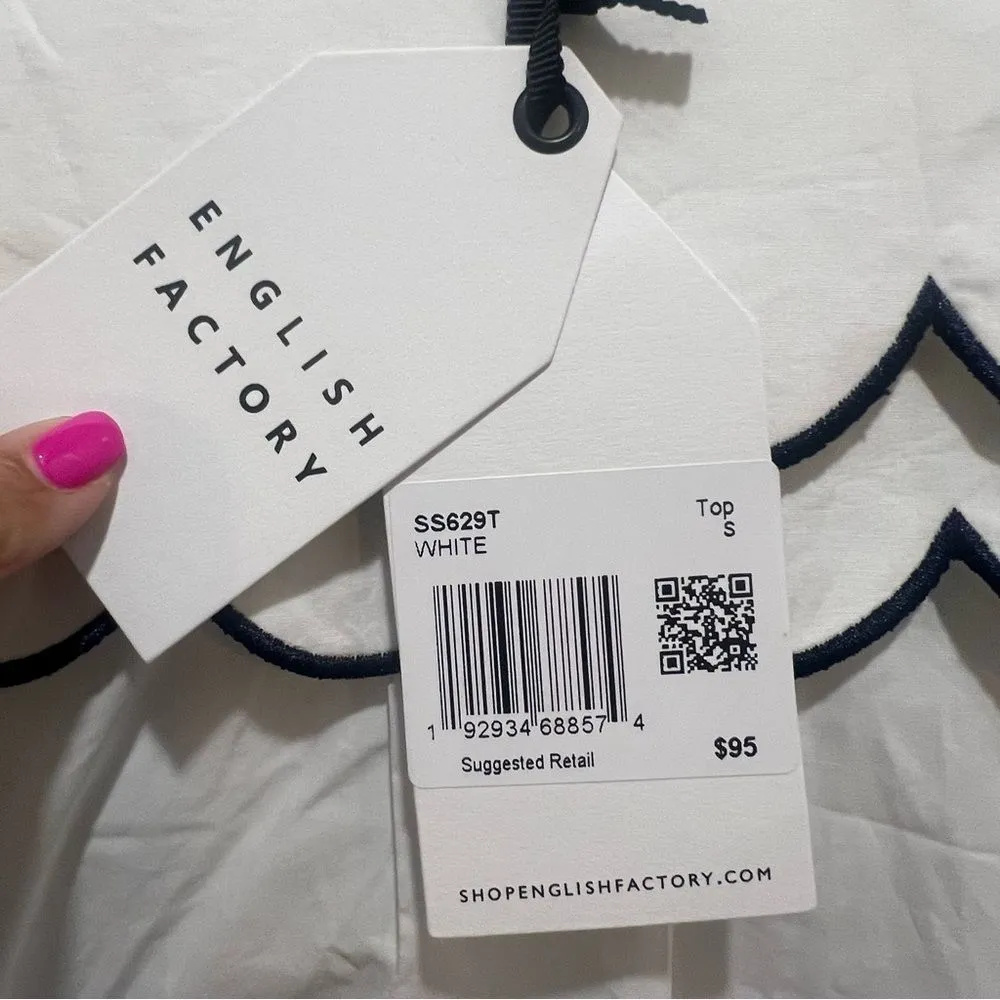 ENGLISH
FACTORY
SS629T
WHITE
Top
S
1 92934 68857 4
Suggested Retail
$95
SHOPENGLISHFACTORY.COM